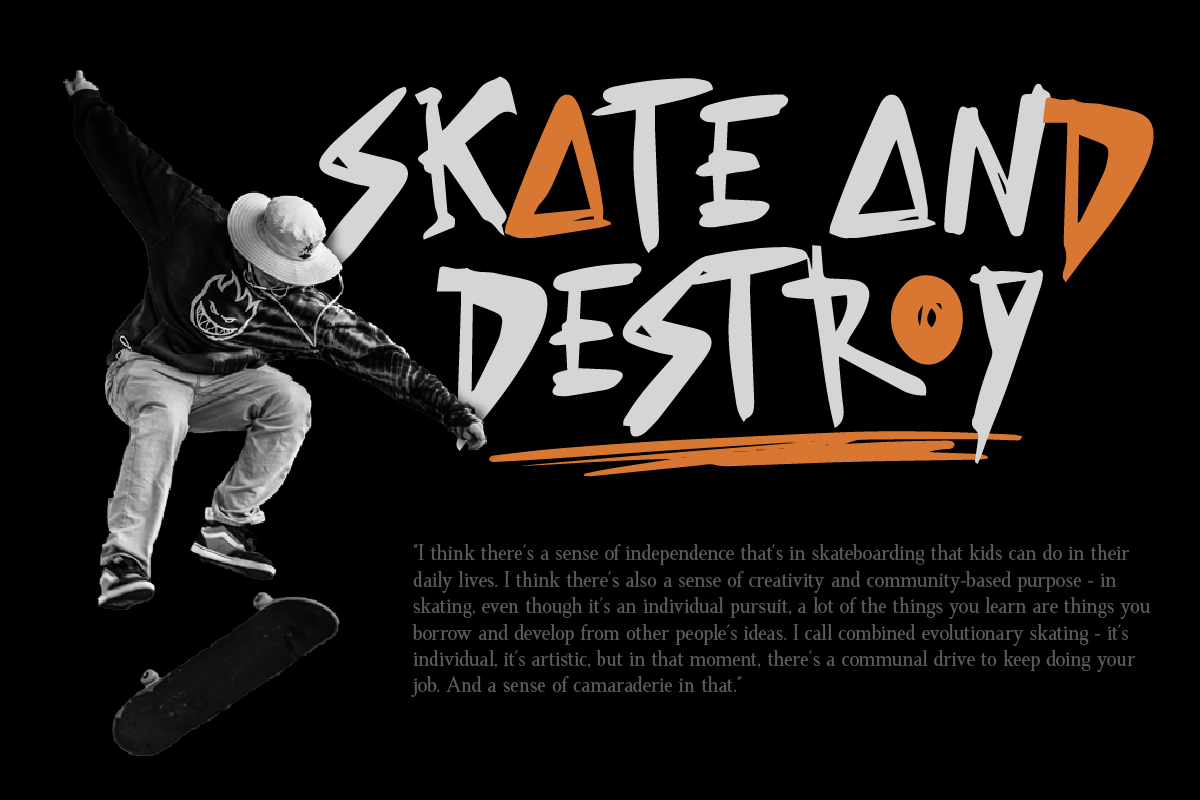 SKATE AND
DESTROY
"I think there's a sense of independence that's in skateboarding that kids can do in their
daily lives. I think there's also a sense of creativity and community-based purpose - in
skating, even though it's an individual pursuit, a lot of the things you learn are things you
borrow and develop from other people's ideas. I call combined evolutionary skating - it's
individual, it's artistic, but in that moment, there's a communal drive to keep doing your
job. And a sense of camaraderie in that."